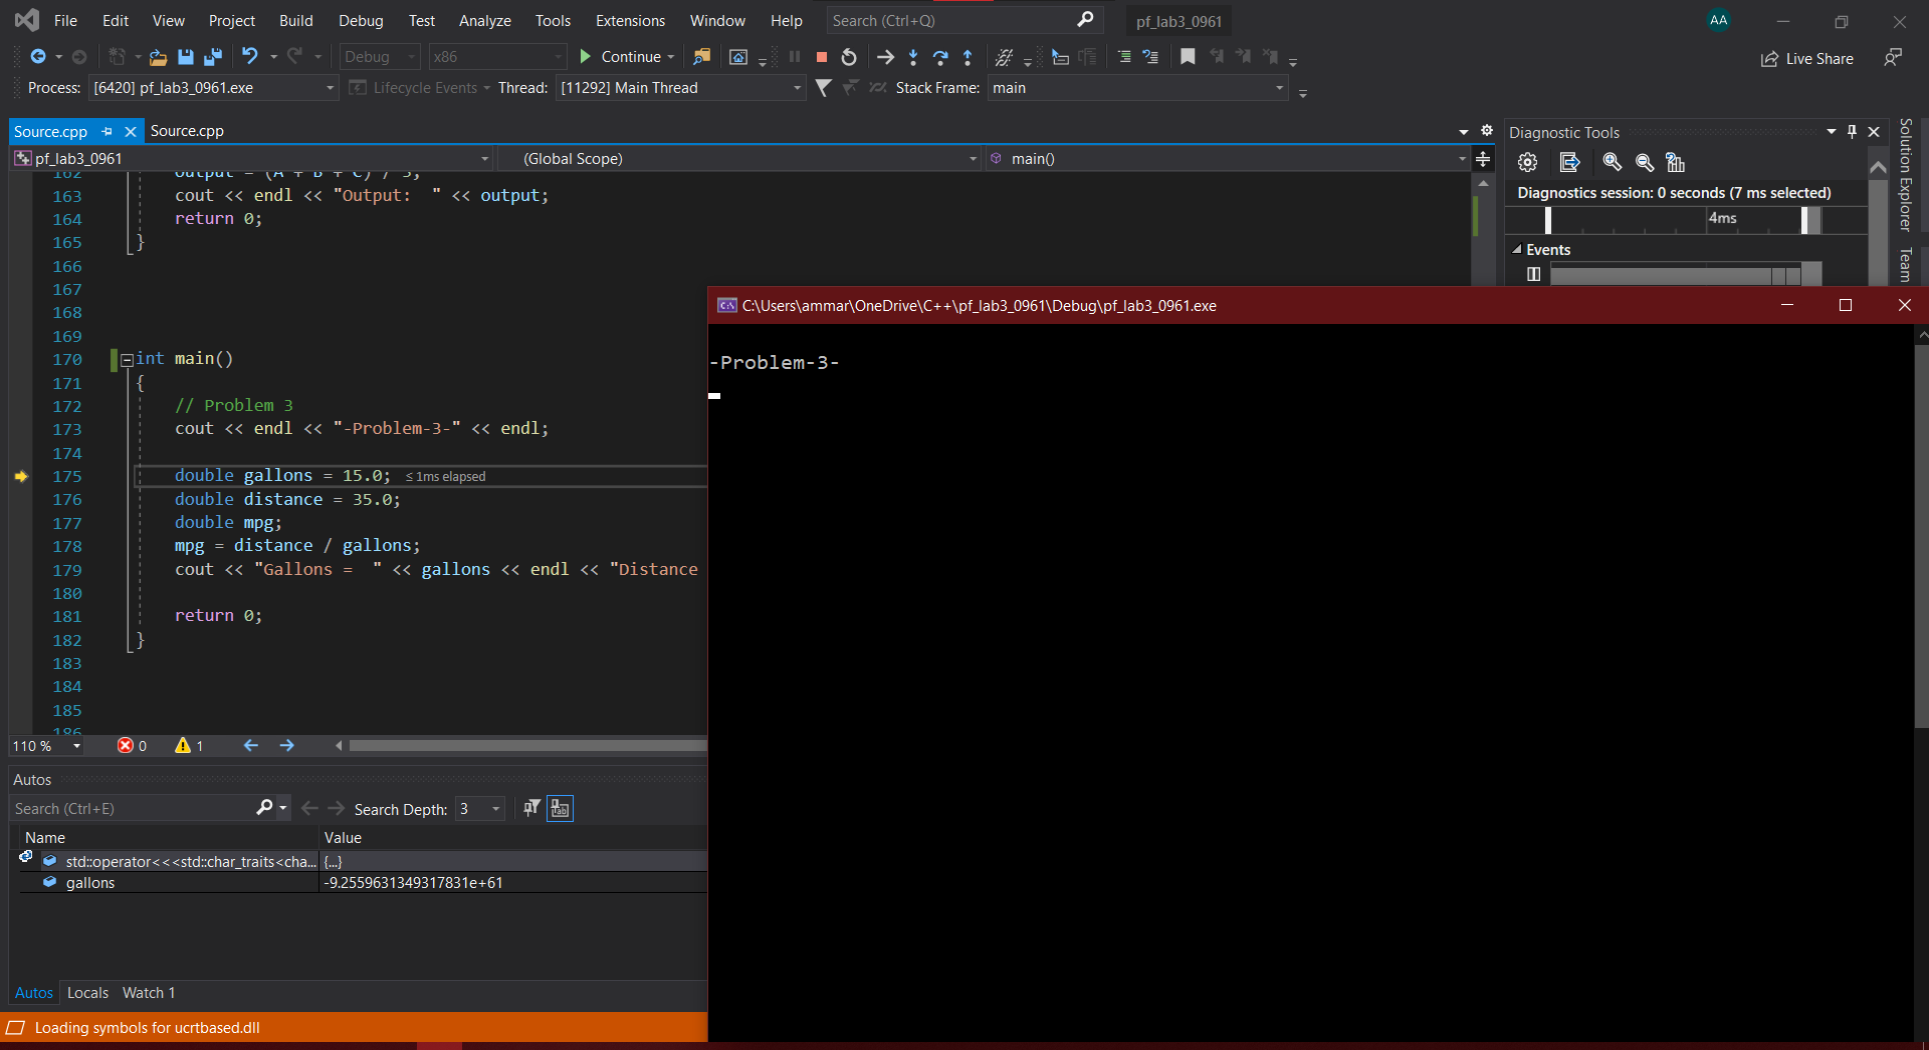 File Edit View Project Build Debug Test Analyze Tools Extensions Window Help Search (Ctrl+Q) pf_lab3_0961 AA
Debug x86 Continue Live Share
Process: [6420] pf_lab3_0961.exe Lifecycle Events Thread: [11292] Main Thread Stack Frame: main
Source.cpp Source.cpp
pf_lab3_0961 (Global Scope) main()
162 output = (A + B + C) / 3;
163 cout << endl << "Output:  " << output;
164 return 0;
165 }
166
167
168
169
170 int main()
171 {
172 // Problem 3
173 cout << endl << "-Problem-3-" << endl;
174
175 double gallons = 15.0; ≤ 1ms elapsed
176 double distance = 35.0;
177 double mpg;
178 mpg = distance / gallons;
179 cout << "Gallons =  " << gallons << endl << "Distance
180
181 return 0;
182 }
183
184
185
186
110 % 0 1
Diagnostic Tools
Diagnostics session: 0 seconds (7 ms selected)
4ms
Events
Solution Explorer
Team
C:\Users\ammar\OneDrive\C++\pf_lab3_0961\Debug\pf_lab3_0961.exe
-Problem-3-
Autos
Search (Ctrl+E) Search Depth: 3
Name Value
std::operator<<<std::char_traits<cha... {...}
gallons -9.2559631349317831e+61
Autos Locals Watch 1
Loading symbols for ucrtbased.dll